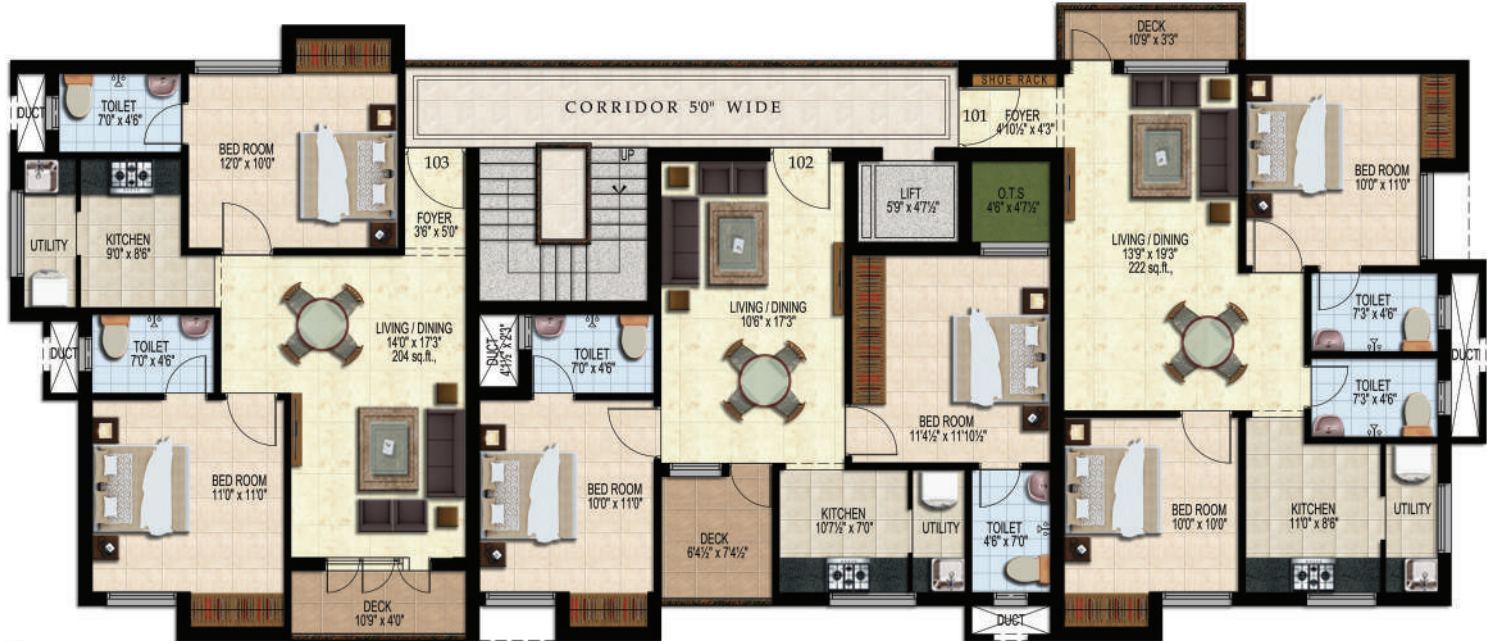 DECK
10'9" x 3'3"
SHOE RACK
CORRIDOR 5'0" WIDE
101
FOYER
4'10½" x 4'3"
DUCT
TOILET
7'0" x 4'6"
BED ROOM
12'0" x 10'0"
103
FOYER
3'6" x 5'0"
UP
102
LIFT
5'9" x 4'7½"
O.T.S
4'6" x 4'7½"
BED ROOM
10'0" x 11'0"
UTILITY
KITCHEN
9'0" x 8'6"
LIVING / DINING
13'9" x 19'3"
222 sq.ft.,
LIVING / DINING
14'0" x 17'3"
204 sq.ft.,
LIVING / DINING
10'6" x 17'3"
DUCT
TOILET
7'0" x 4'6"
DUCT
4'1½" x 2'3"
TOILET
7'0" x 4'6"
TOILET
7'3" x 4'6"
DUCT
TOILET
7'3" x 4'6"
BED ROOM
11'4½" x 11'10½"
BED ROOM
11'0" x 11'0"
BED ROOM
10'0" x 11'0"
DECK
6'4½" x 7'4½"
KITCHEN
10'7½" x 7'0"
UTILITY
TOILET
4'6" x 7'0"
BED ROOM
10'0" x 10'0"
KITCHEN
11'0" x 8'6"
UTILITY
DECK
10'9" x 4'0"
DUCT